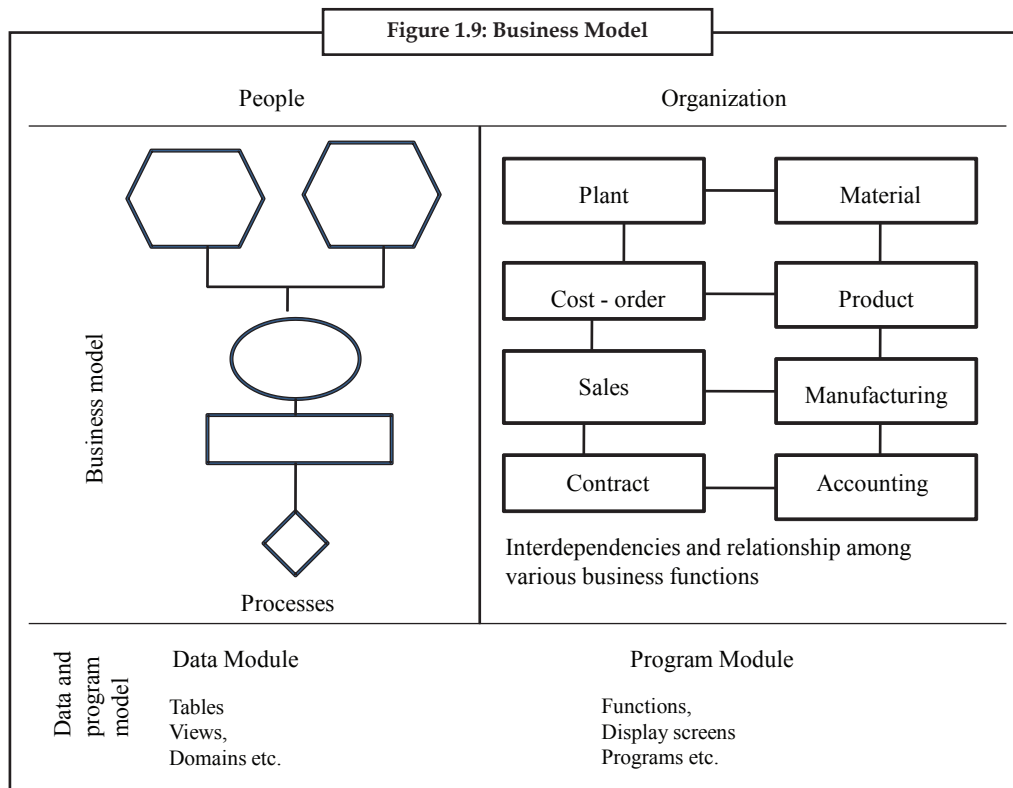 Figure 1.9: Business Model
People
Organization
Business model
Processes
Plant
Material
Cost - order
Product
Sales
Manufacturing
Contract
Accounting
Interdependencies and relationship among
various business functions
Data and
program
model
Data Module
Tables
Views,
Domains etc.
Program Module
Functions,
Display screens
Programs etc.